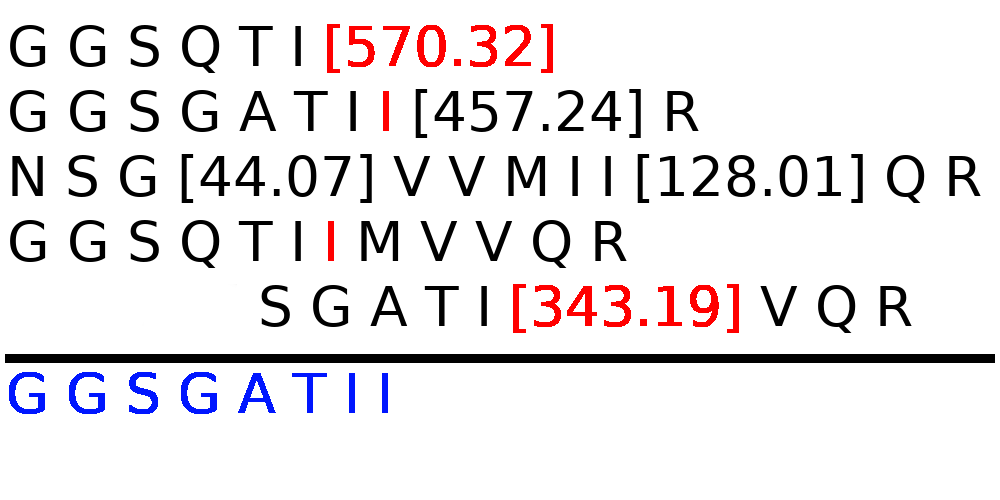 G G S Q T I [570.32]
G G S G A T I I [457.24] R
N S G [44.07] V V M I I [128.01] Q R
G G S Q T I I M V V Q R
S G A T I [343.19] V Q R
G G S G A T I I